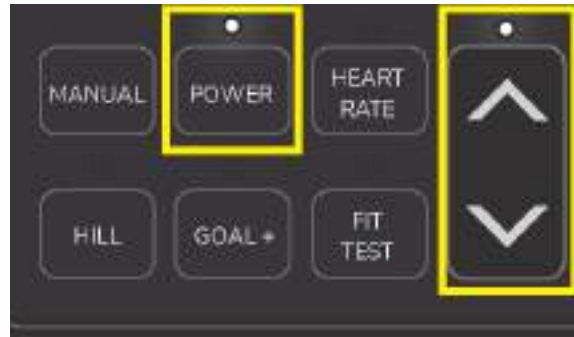 MANUAL
POWER
HEART
RATE
HILL
GOAL +
FIT
TEST